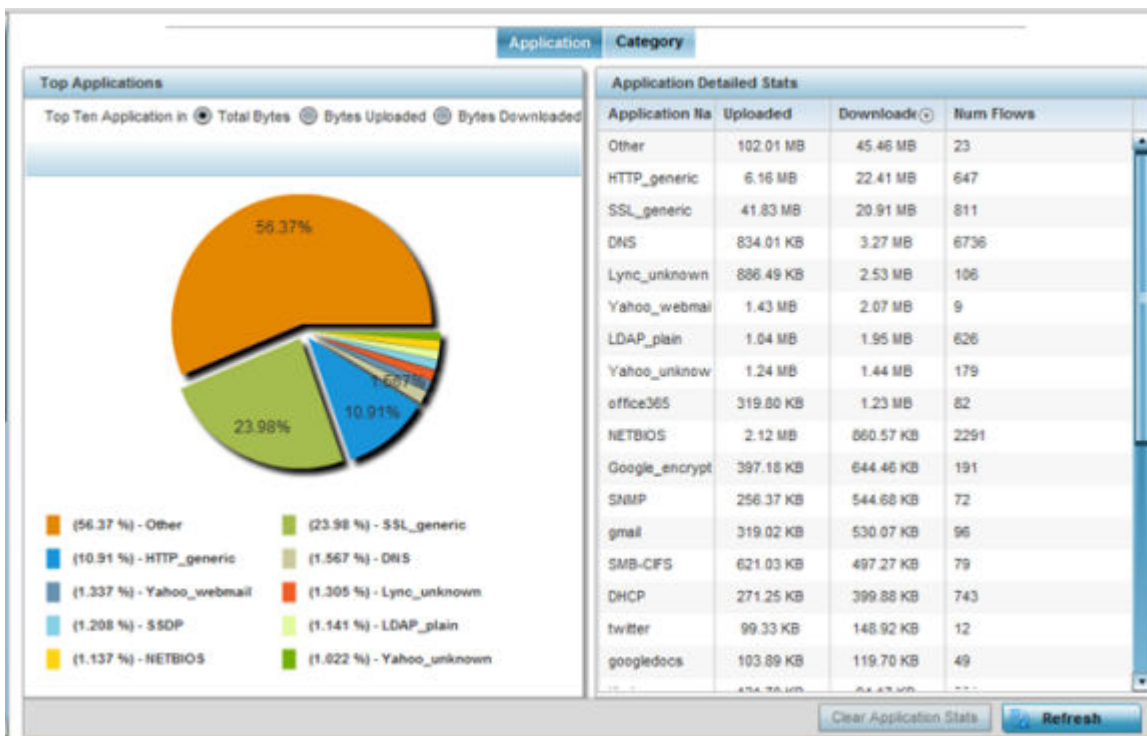 Application Category
Top Applications
Top Ten Application in Total Bytes Bytes Uploaded Bytes Downloaded
56.37%
1.567%
10.91%
23.98%
(56.37 %) - Other (23.98 %) - SSL_generic
(10.91 %) - HTTP_generic (1.567 %) - DNS
(1.337 %) - Yahoo_webmail (1.305 %) - Lync_unknown
(1.208 %) - SSDP (1.141 %) - LDAP_plain
(1.137 %) - NETBIOS (1.022 %) - Yahoo_unknown
Application Detailed Stats
Application Na Uploaded Downloade Num Flows
Other 102.01 MB 45.46 MB 23
HTTP_generic 6.16 MB 22.41 MB 647
SSL_generic 41.83 MB 20.91 MB 811
DNS 834.01 KB 3.27 MB 6736
Lync_unknown 886.49 KB 2.53 MB 106
Yahoo_webmai 1.43 MB 2.07 MB 9
LDAP_plain 1.04 MB 1.95 MB 626
Yahoo_unknow 1.24 MB 1.44 MB 179
office365 319.80 KB 1.23 MB 82
NETBIOS 2.12 MB 860.57 KB 2291
Google_encrypt 397.18 KB 644.46 KB 191
SNMP 256.37 KB 544.68 KB 72
gmail 319.02 KB 530.07 KB 96
SMB-CIFS 621.03 KB 497.27 KB 79
DHCP 271.25 KB 399.88 KB 743
twitter 99.33 KB 148.92 KB 12
googledocs 103.89 KB 119.70 KB 49
Clear Application Stats Refresh